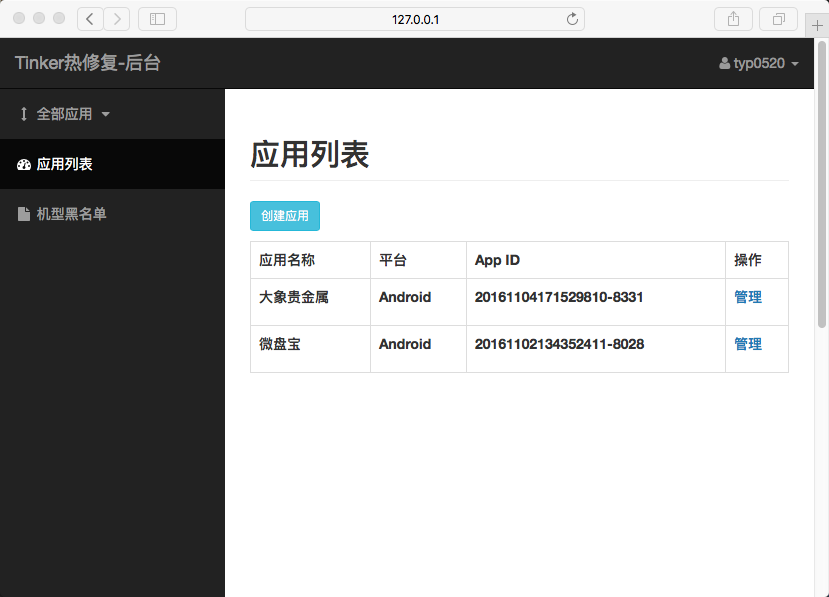 127.0.0.1
Tinker热修复-后台
typ0520
全部应用
应用列表
机型黑名单
应用列表
创建应用
应用名称 平台 App ID 操作
大象贵金属 Android 20161104171529810-8331 管理
微盘宝 Android 20161102134352411-8028 管理